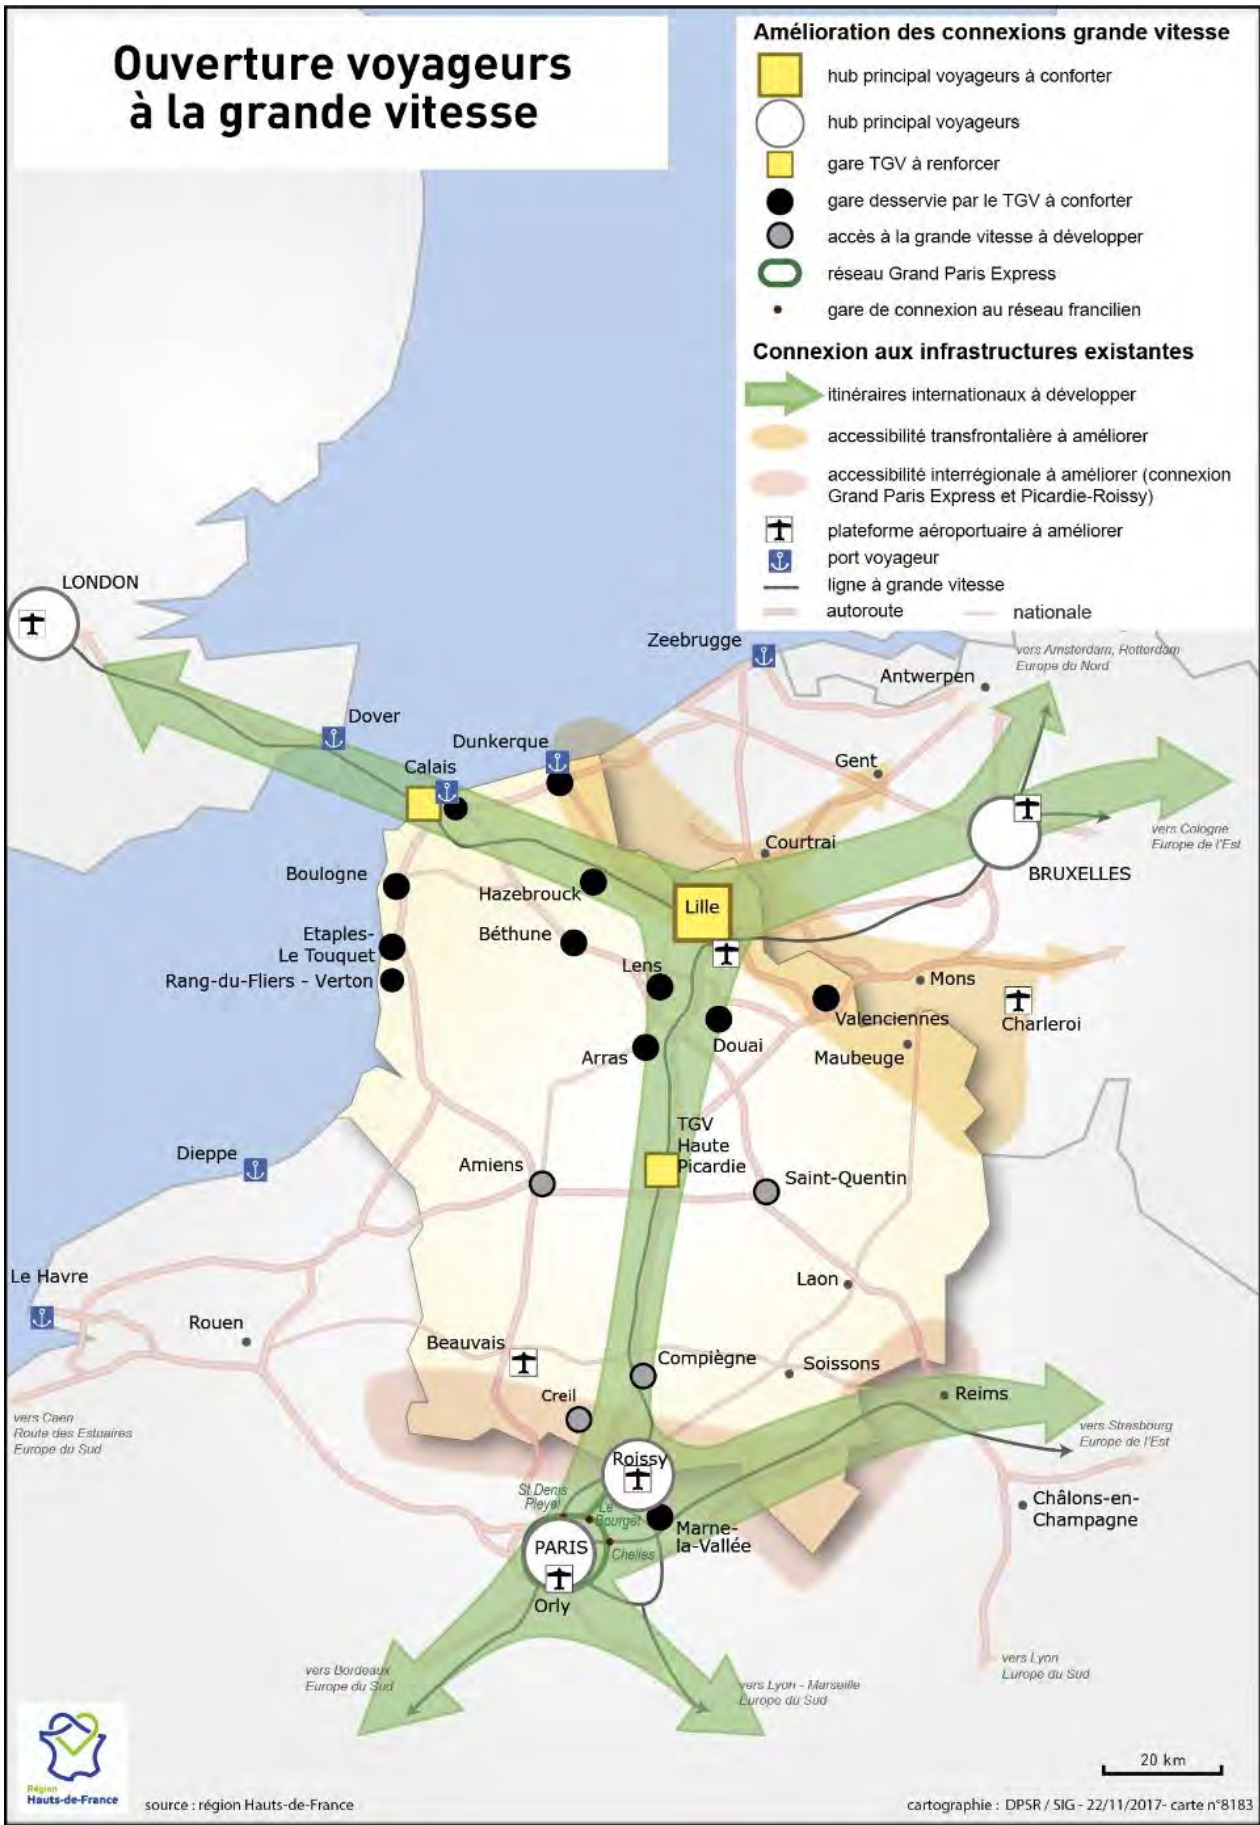 Ouverture voyageurs
à la grande vitesse
Amélioration des connexions grande vitesse
hub principal voyageurs à conforter
hub principal voyageurs
gare TGV à renforcer
gare desservie par le TGV à conforter
accès à la grande vitesse à développer
réseau Grand Paris Express
gare de connexion au réseau francilien
Connexion aux infrastructures existantes
itinéraires internationaux à développer
accessibilité transfrontalière à améliorer
accessibilité interrégionale à améliorer (connexion
Grand Paris Express et Picardie-Roissy)
plateforme aéroportuaire à améliorer
port voyageur
ligne à grande vitesse
autoroute
nationale
LONDON
Zeebrugge
vers Amsterdam, Rotterdam
Europe du Nord
Antwerpen
Dover
Dunkerque
Gent
Calais
vers Cologne
Europe de l'Est
Courtrai
BRUXELLES
Boulogne
Hazebrouck
Lille
Etaples-
Le Touquet
Béthune
Rang-du-Fliers - Verton
Lens
Mons
Valenciennes
Charleroi
Arras
Douai
Maubeuge
TGV
Haute
Picardie
Dieppe
Amiens
Saint-Quentin
Le Havre
Laon
Rouen
Beauvais
Compiègne
Soissons
Creil
Reims
vers Caen
Route des Estuaires
Europe du Sud
vers Strasbourg
Europe de l'Est
Roissy
St Denis
Pleyel
Le
Bourget
Châlons-en-
Champagne
Marne-
la-Vallée
PARIS
Chelles
Orly
vers Bordeaux
Europe du Sud
vers Lyon - Marseille
Europe du Sud
vers Lyon
Europe du Sud
20 km
Région
Hauts-de-France
source : région Hauts-de-France
cartographie : DPSR / SIG - 22/11/2017- carte n°8183